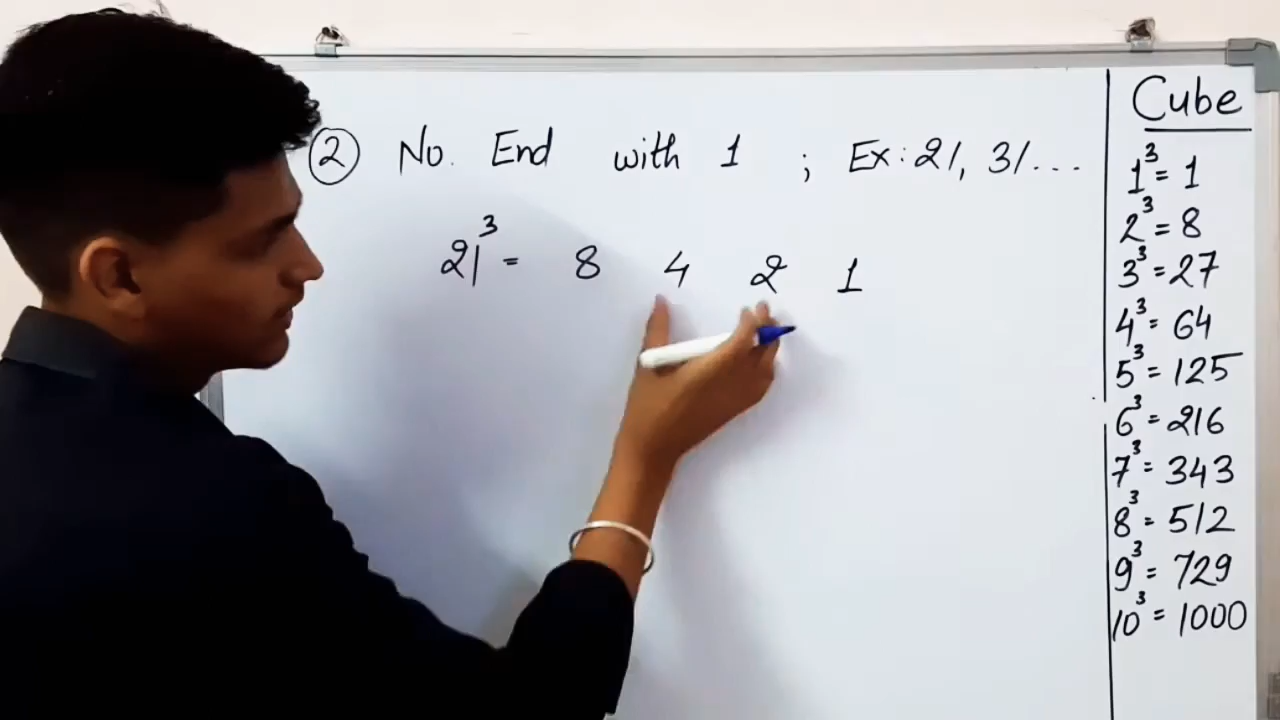 ② No. End with 1 ; Ex: 21, 31...
21³ = 8 4 2 1
Cube
1³ = 1
2³ = 8
3³ = 27
4³ = 64
5³ = 125
6³ = 216
7³ = 343
8³ = 512
9³ = 729
10³ = 1000